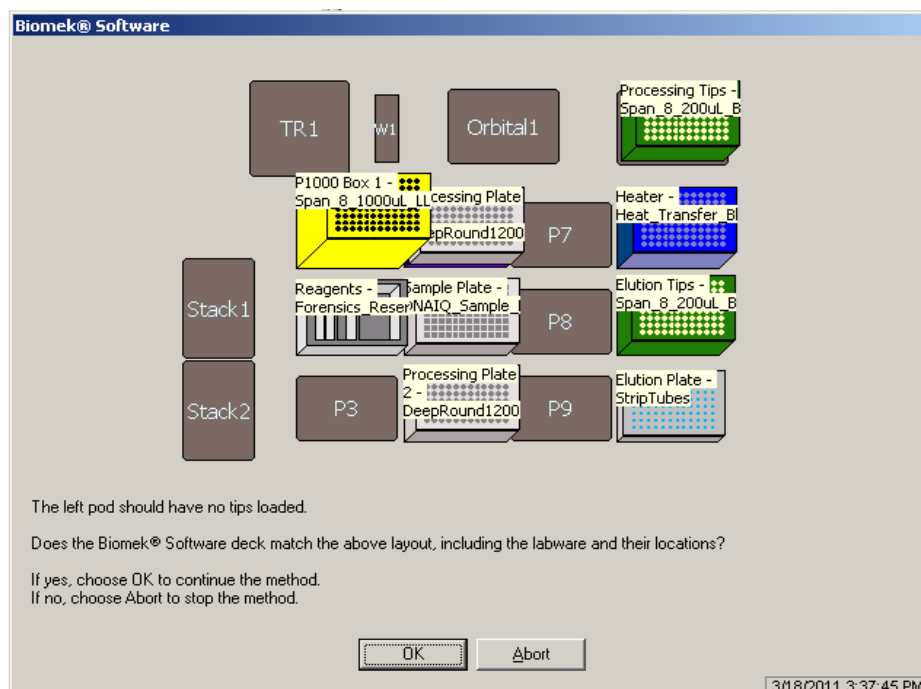 Biomek® Software
Processing Tips -
Span_8_200uL_B
TR1
W1
Orbital1
P1000 Box 1 -
Span_8_1000uL_LL
cessing Plate
epRound1200
P7
Heater -
Heat_Transfer_Bl
Stack1
Reagents -
Forensics_Reser
Sample Plate -
DNAIQ_Sample_
P8
Elution Tips -
Span_8_200uL_B
Stack2
P3
Processing Plate
2 -
DeepRound1200
P9
Elution Plate -
StripTubes
The left pod should have no tips loaded.
Does the Biomek® Software deck match the above layout, including the labware and their locations?
If yes, choose OK to continue the method.
If no, choose Abort to stop the method.
OK
Abort
3/18/2011 3:37:45 PM